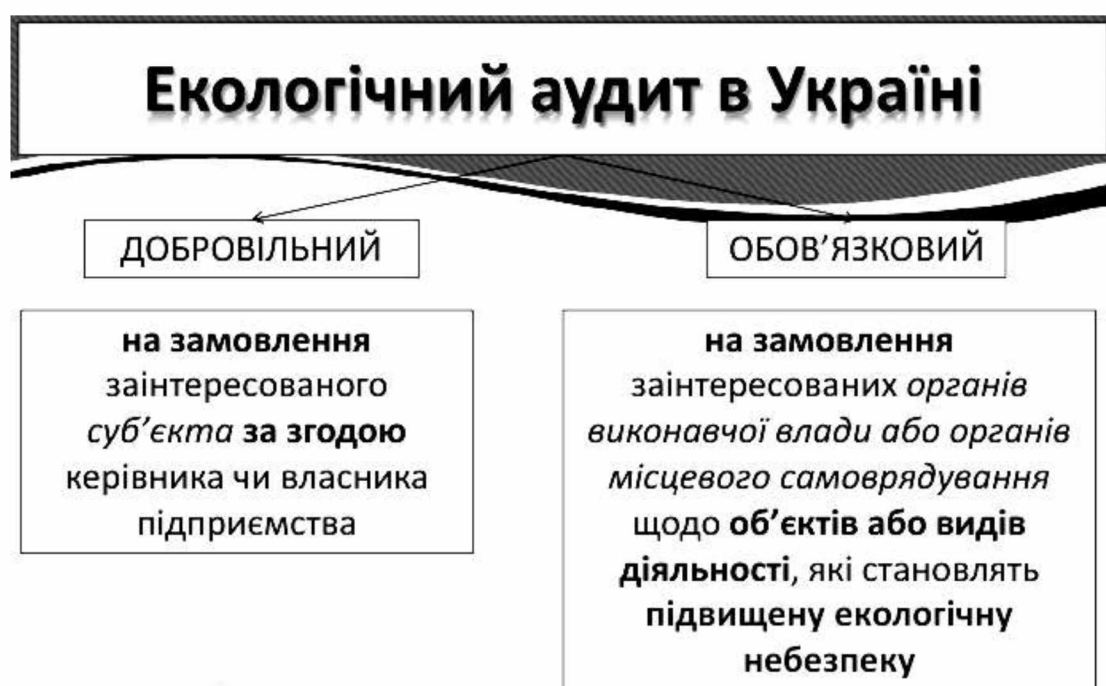 Екологічний аудит в Україні
ДОБРОВІЛЬНИЙ
ОБОВ’ЯЗКОВИЙ
на замовлення
заінтересованого
суб’єкта за згодою
керівника чи власника
підприємства
на замовлення
заінтересованих органів
виконавчої влади або органів
місцевого самоврядування
щодо об’єктів або видів
діяльності, які становлять
підвищену екологічну
небезпеку